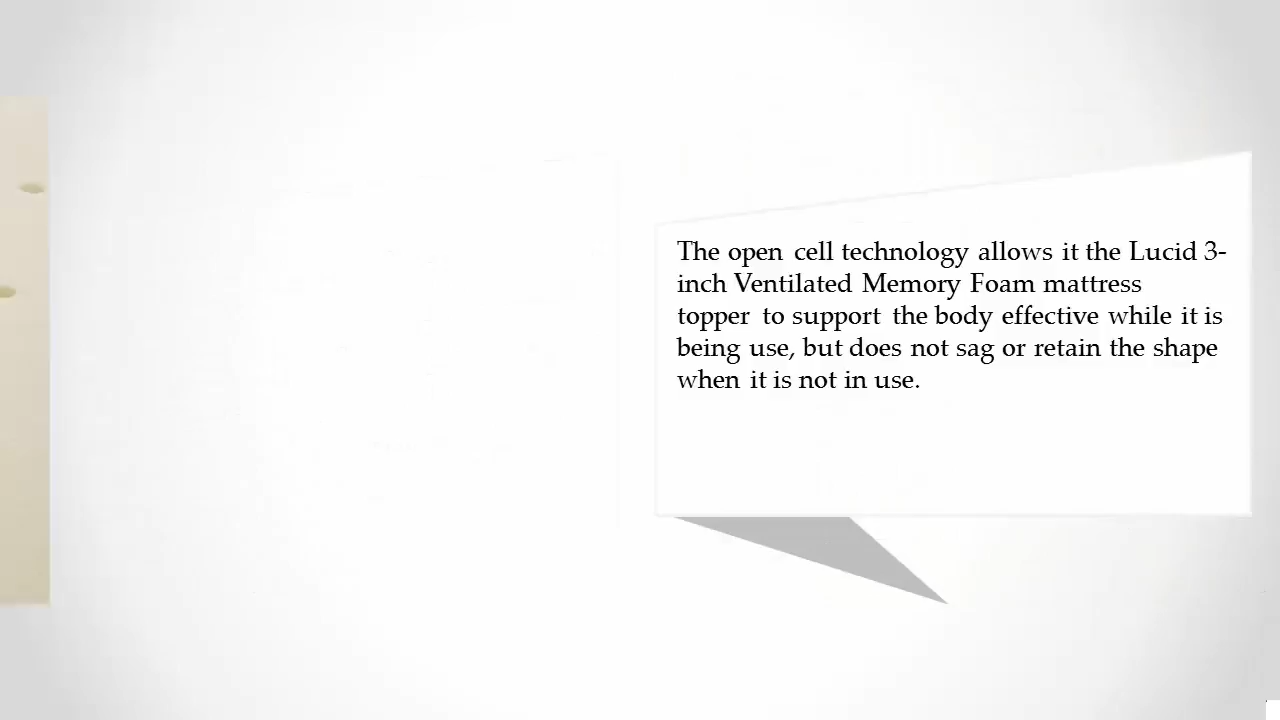 The open cell technology allows it the Lucid 3-
inch Ventilated Memory Foam mattress
topper to support the body effective while it is
being use, but does not sag or retain the shape
when it is not in use.